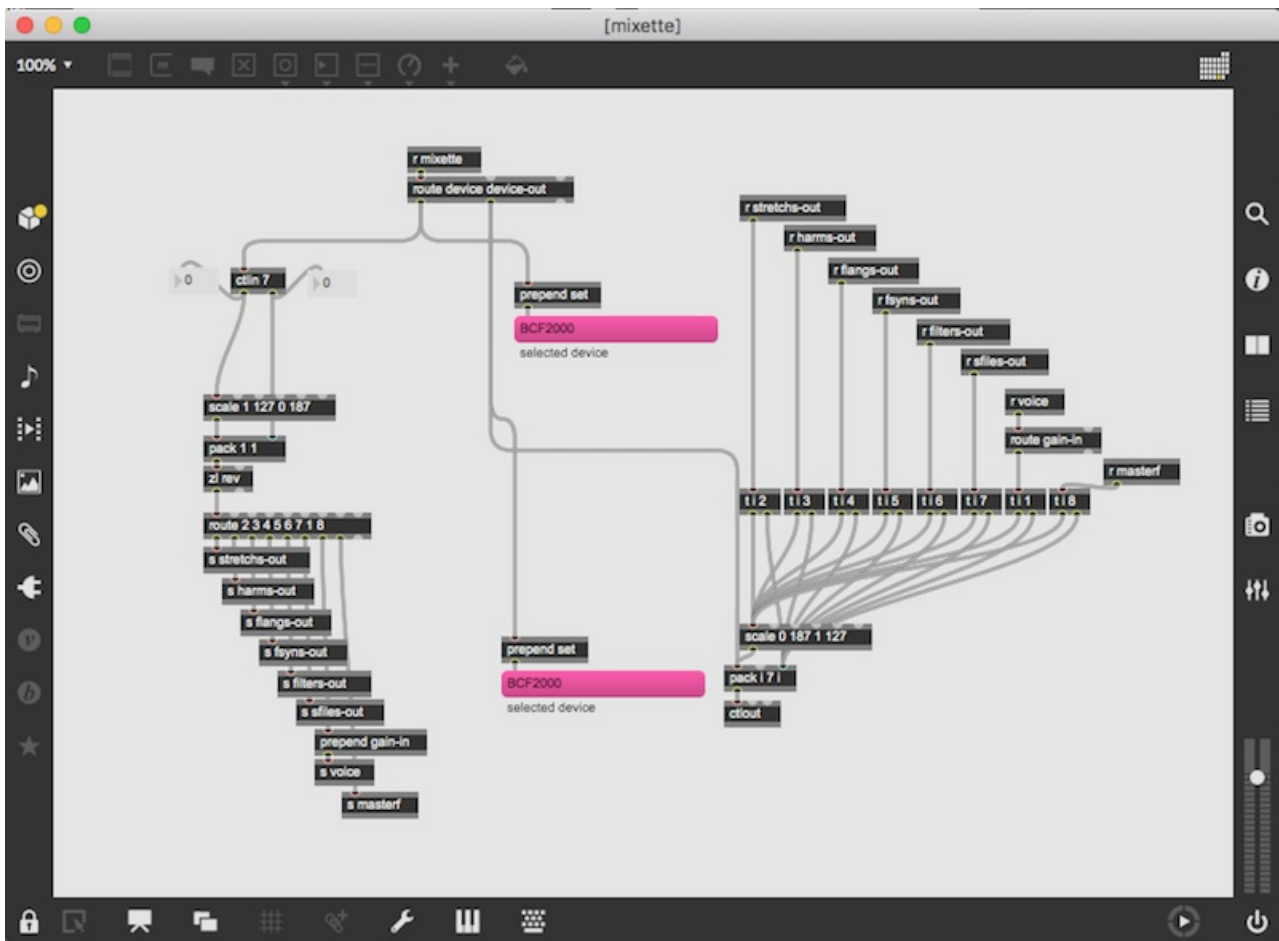 [mixette]
100%
r mixette
route device device-out
0
ctlin 7
0
prepend set
BCF2000
selected device
scale 1 127 0 187
pack 1 1
zl rev
route 2 3 4 5 6 7 1 8
s stretchs-out
s harms-out
s flangs-out
s fsyns-out
s filters-out
s sfiles-out
prepend gain-in
s voice
s masterf
prepend set
BCF2000
selected device
r stretchs-out
r harms-out
r flangs-out
r fsyns-out
r filters-out
r sfiles-out
r voice
route gain-in
r masterf
t i 2 t i 3 t i 4 t i 5 t i 6 t i 7 t i 1 t i 8
scale 0 187 1 127
pack i 7 i
ctlout